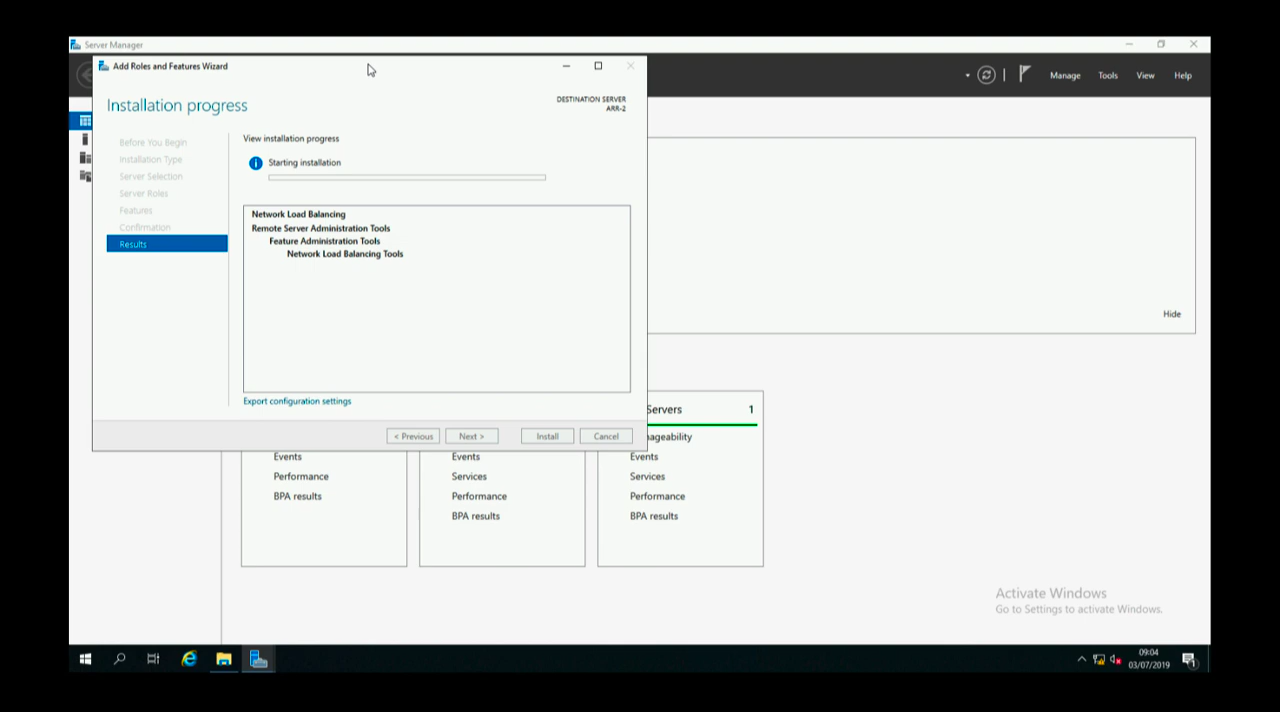 Server Manager
Add Roles and Features Wizard
Manage Tools View Help
Installation progress
DESTINATION SERVER
ARR-2
Before You Begin
Installation Type
Server Selection
Server Roles
Features
Confirmation
Results
View installation progress
Starting installation
Network Load Balancing
Remote Server Administration Tools
Feature Administration Tools
Network Load Balancing Tools
Export configuration settings
< Previous Next > Install Cancel
Hide
Servers 1
nageability
Events Events Events
Performance Services Services
BPA results Performance Performance
BPA results BPA results
Activate Windows
Go to Settings to activate Windows.
09:04
03/07/2019
1